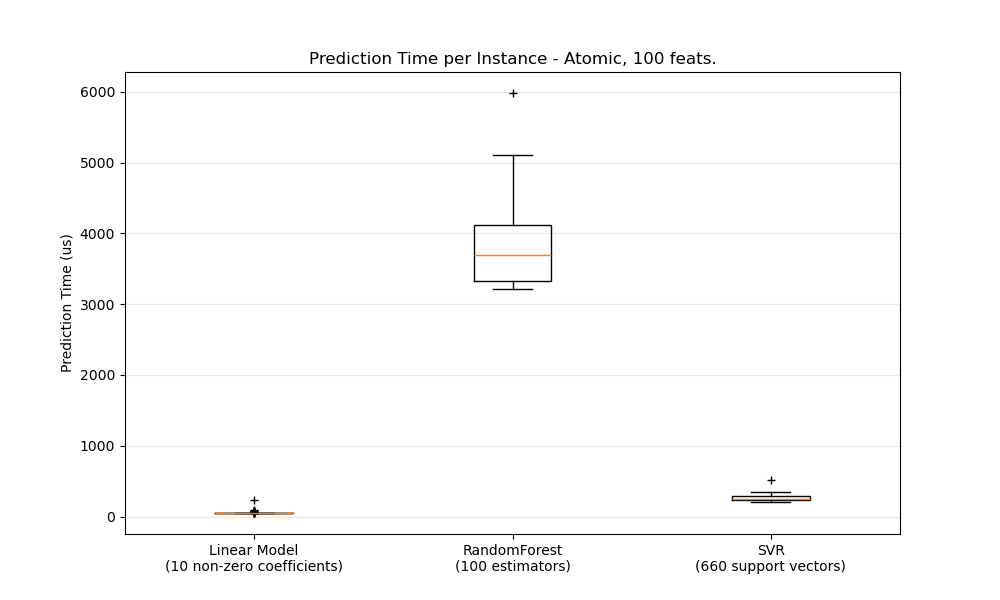 Prediction Time per Instance - Atomic, 100 feats.
Prediction Time (us)
6000
5000
4000
3000
2000
1000
0
Linear Model
(10 non-zero coefficients)
RandomForest
(100 estimators)
SVR
(660 support vectors)